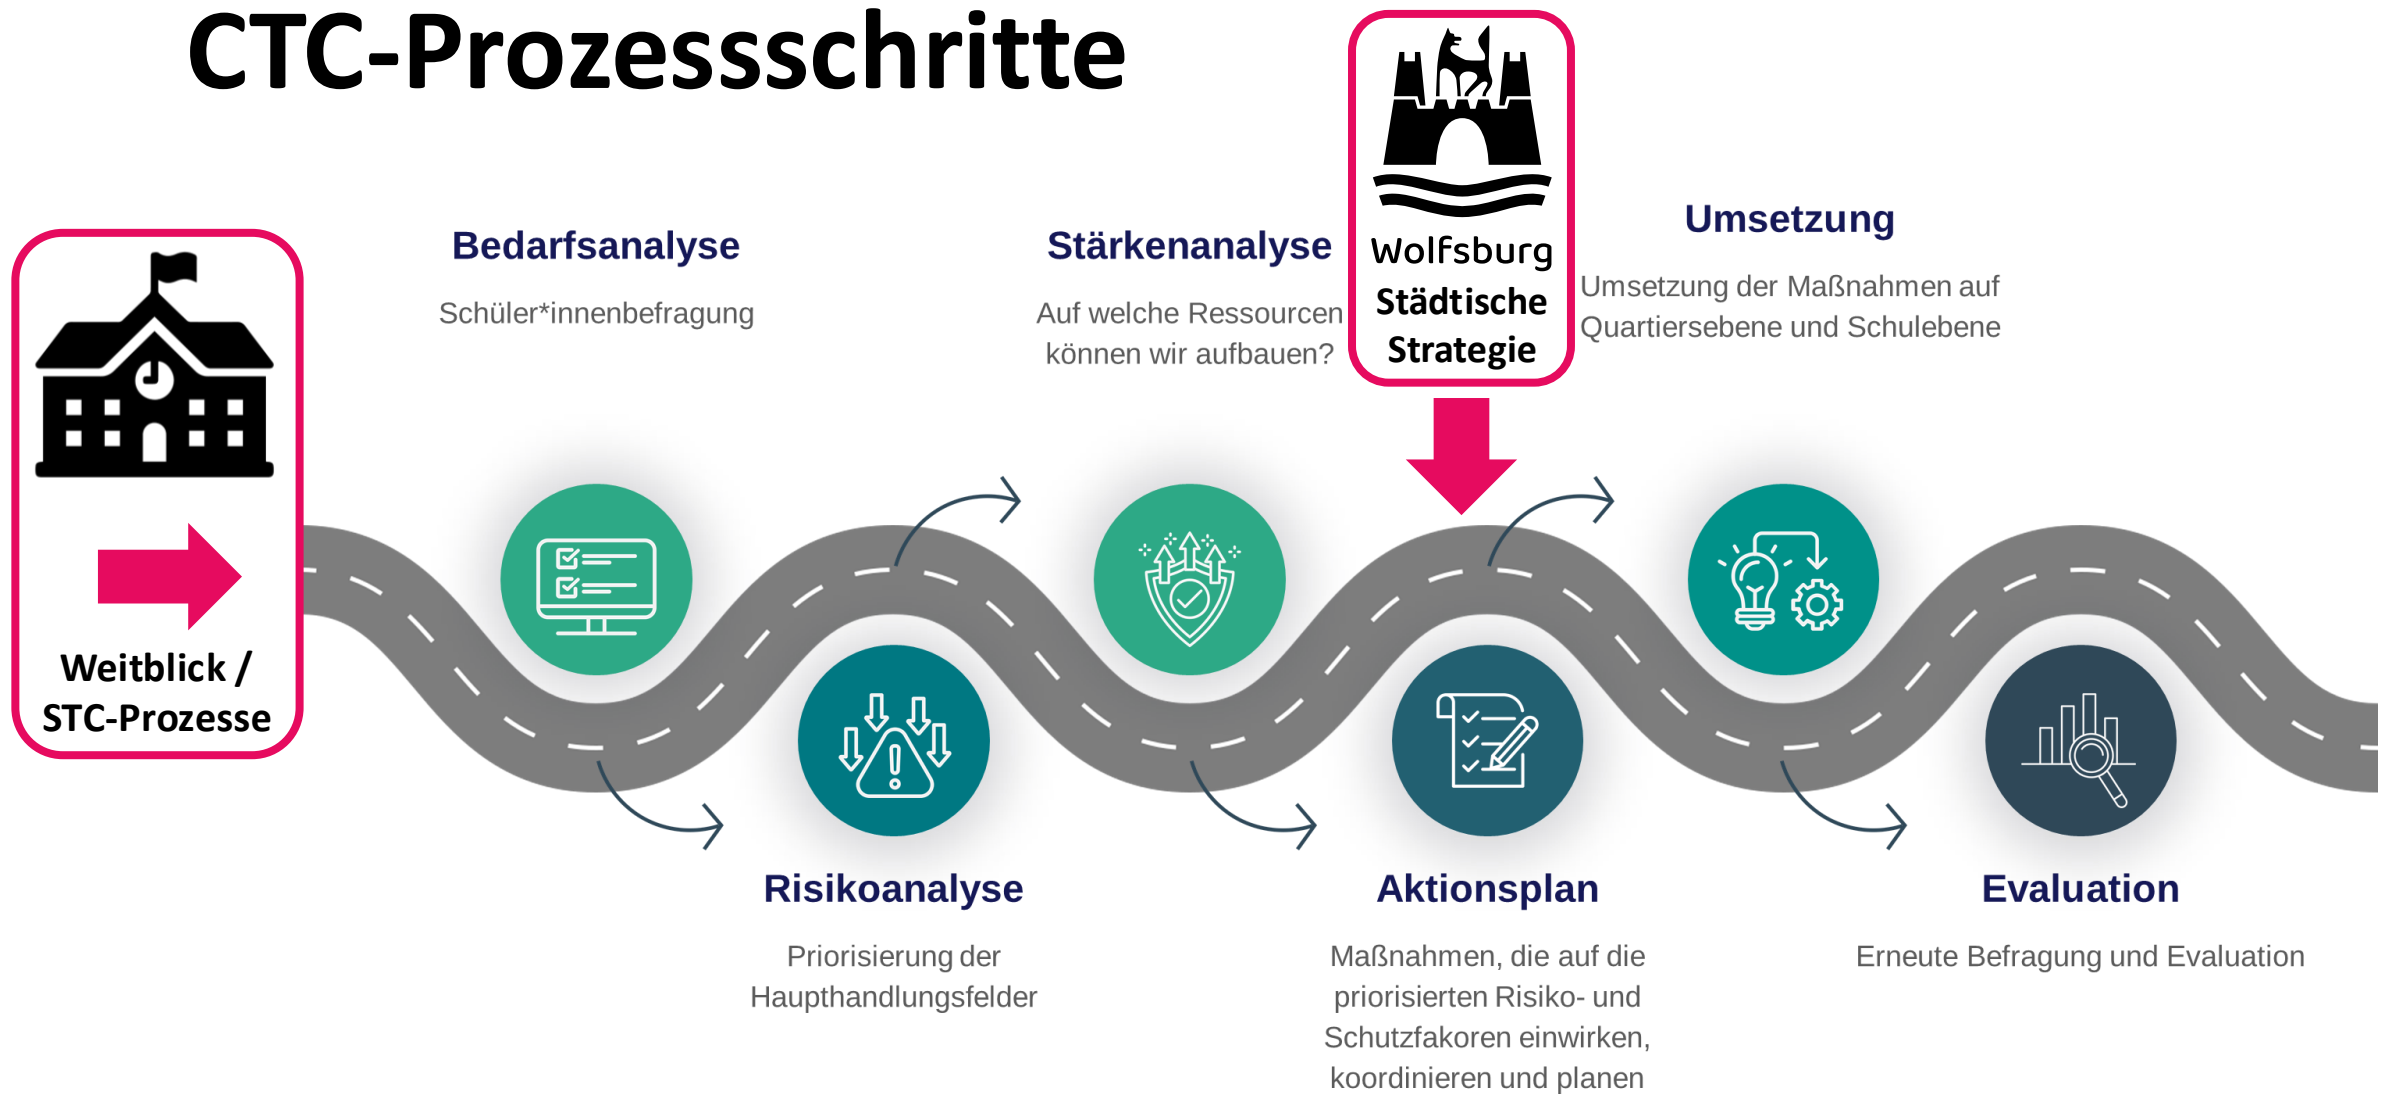 CTC-Prozessschritte
Weitblick /
STC-Prozesse
Bedarfsanalyse
Schüler*innenbefragung
Risikoanalyse
Priorisierung der
Haupthandlungsfelder
Stärkenanalyse
Auf welche Ressourcen
können wir aufbauen?
Wolfsburg
Städtische
Strategie
Aktionsplan
Maßnahmen, die auf die
priorisierten Risiko- und
Schutzfakoren einwirken,
koordinieren und planen
Umsetzung
Umsetzung der Maßnahmen auf
Quartiersebene und Schulebene
Evaluation
Erneute Befragung und Evaluation